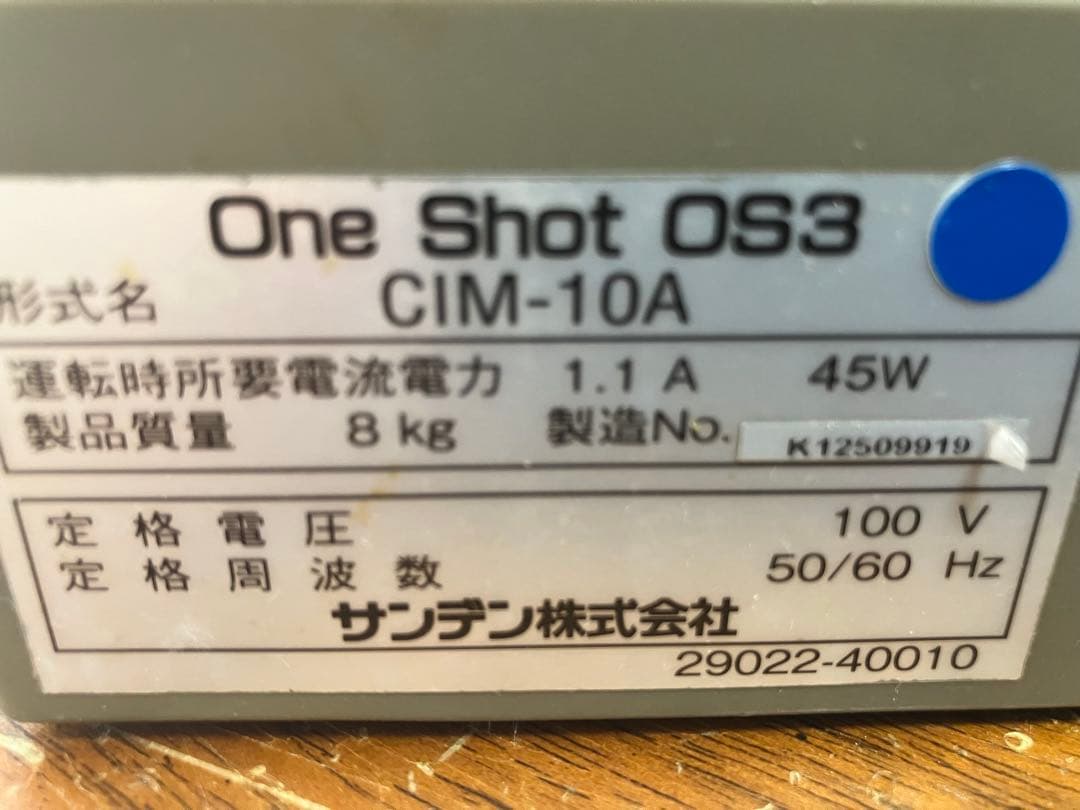 One Shot OS3
形式名 CIM-10A
運転時所要電流電力 1.1 A 45W
製品質量 8 kg 製造No. K12509919
定格電圧 100 V
定格周波数 50/60 Hz
サンデン株式会社
29022-40010